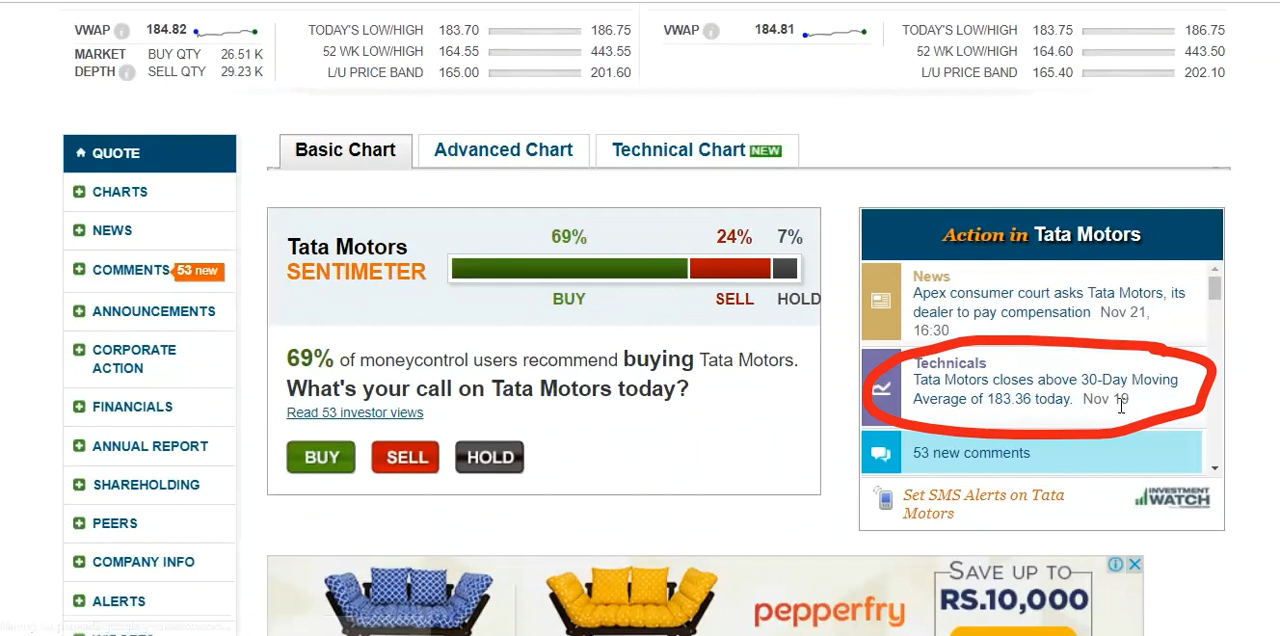 VWAP 184.82
MARKET DEPTH
BUY QTY 26.51 K
SELL QTY 29.23 K
TODAY'S LOW/HIGH 183.70 186.75
52 WK LOW/HIGH 164.55 443.55
L/U PRICE BAND 165.00 201.60
VWAP 184.81
TODAY'S LOW/HIGH 183.75 186.75
52 WK LOW/HIGH 164.60 443.50
L/U PRICE BAND 165.40 202.10
QUOTE
CHARTS
NEWS
COMMENTS 53 new
ANNOUNCEMENTS
CORPORATE
ACTION
FINANCIALS
ANNUAL REPORT
SHAREHOLDING
PEERS
COMPANY INFO
ALERTS
Basic Chart Advanced Chart Technical Chart NEW
Tata Motors
SENTIMETER
69% 24% 7%
BUY SELL HOLD
69% of moneycontrol users recommend buying Tata Motors.
What's your call on Tata Motors today?
Read 53 investor views
BUY SELL HOLD
Action in Tata Motors
News
Apex consumer court asks Tata Motors, its
dealer to pay compensation Nov 21,
16:30
Technicals
Tata Motors closes above 30-Day Moving
Average of 183.36 today. Nov 19
53 new comments
Set SMS Alerts on Tata
Motors
INVESTMENT
WATCH
pepperfry
SAVE UP TO
RS.10,000